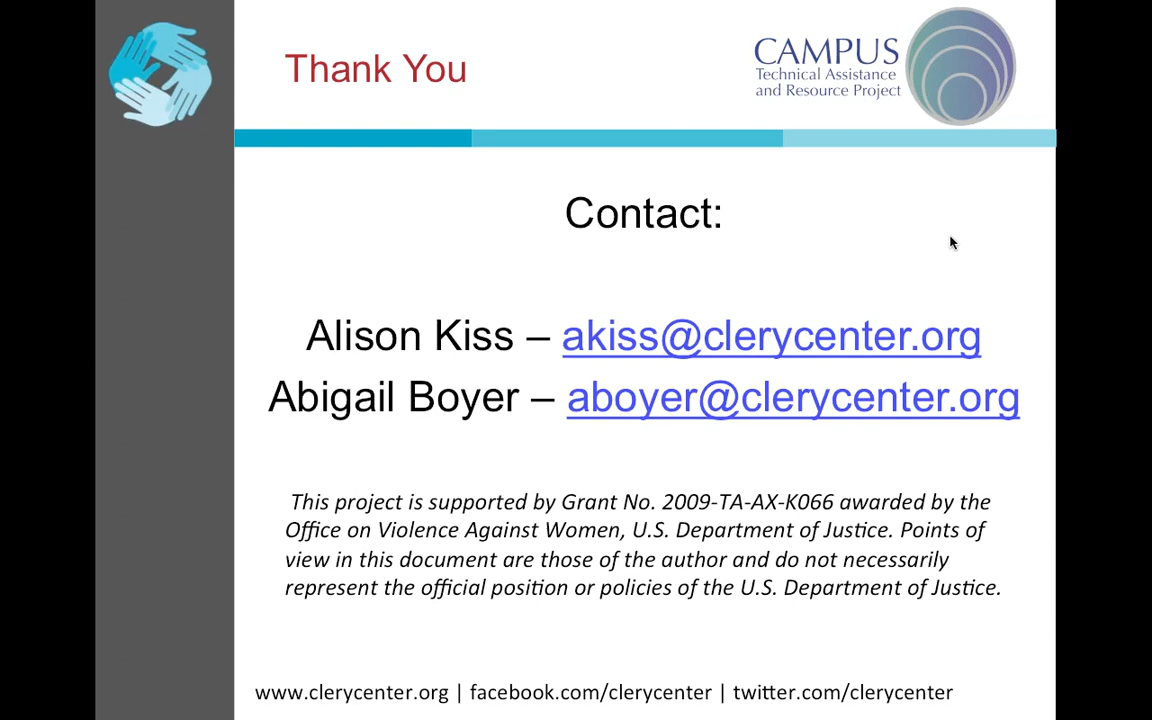 Thank You
CAMPUS
Technical Assistance
and Resource Project
Contact:
Alison Kiss – akiss@clerycenter.org
Abigail Boyer – aboyer@clerycenter.org
This project is supported by Grant No. 2009-TA-AX-K066 awarded by the
Office on Violence Against Women, U.S. Department of Justice. Points of
view in this document are those of the author and do not necessarily
represent the official position or policies of the U.S. Department of Justice.
www.clerycenter.org | facebook.com/clerycenter | twitter.com/clerycenter